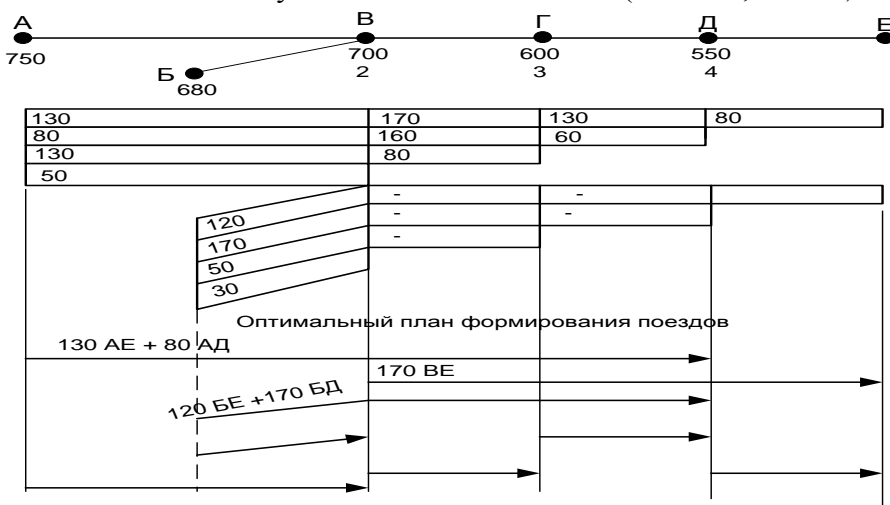 А В Г Д Е
750 700 600 550
2 3 4
Б
680
130 170 130 80
80 160 60
130 80
50
- -
120 - -
170 -
50
30
Оптимальный план формирования поездов
130 АЕ + 80 АД
170 ВЕ
120 БЕ +170 БД